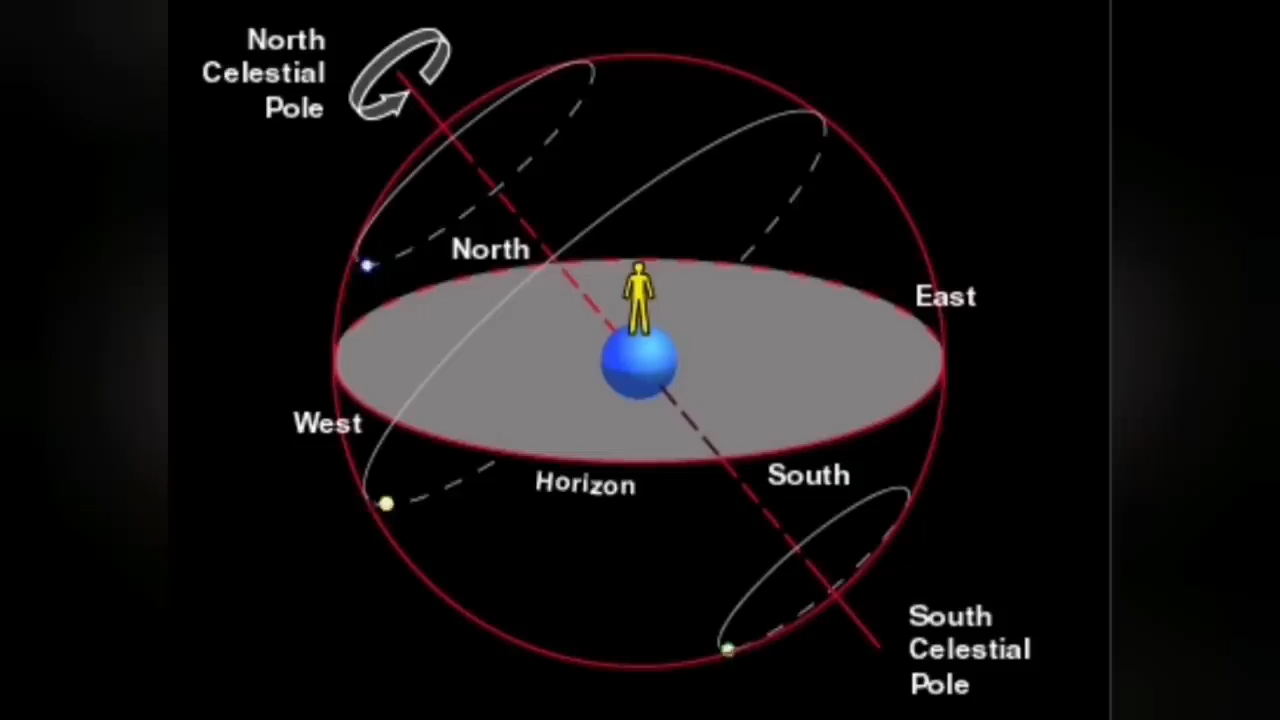 North
Celestial
Pole
North
East
West
Horizon
South
South
Celestial
Pole